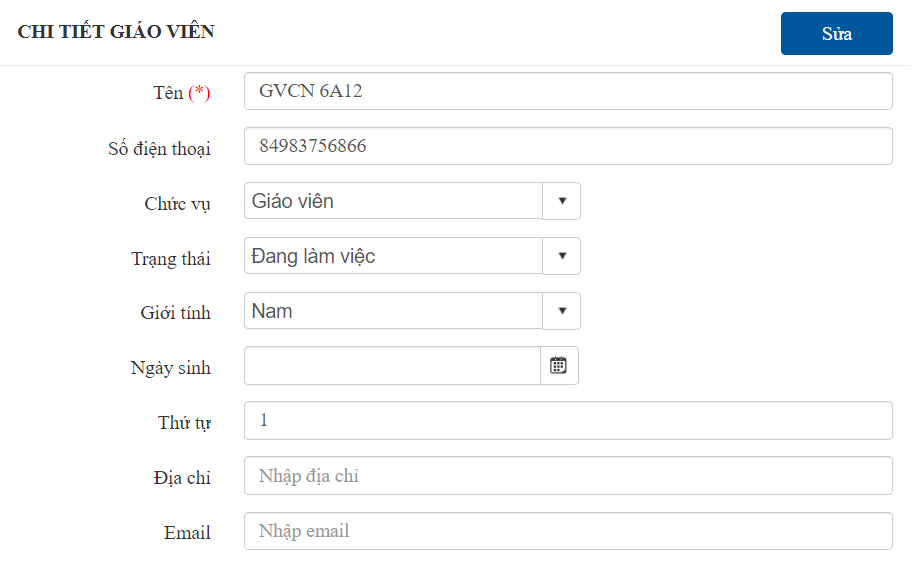 CHI TIẾT GIÁO VIÊN
Sửa
Tên (*) GVCN 6A12
Số điện thoại 84983756866
Chức vụ Giáo viên
Trạng thái Đang làm việc
Giới tính Nam
Ngày sinh
Thứ tự 1
Địa chỉ Nhập địa chỉ
Email Nhập email